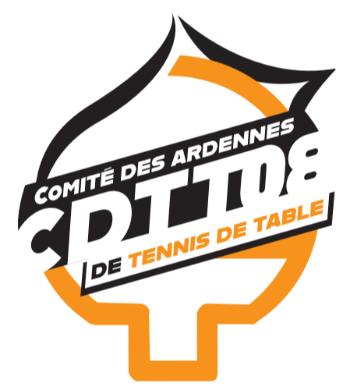 COMITÉ DES ARDENNES
CDTT08
DE TENNIS DE TABLE